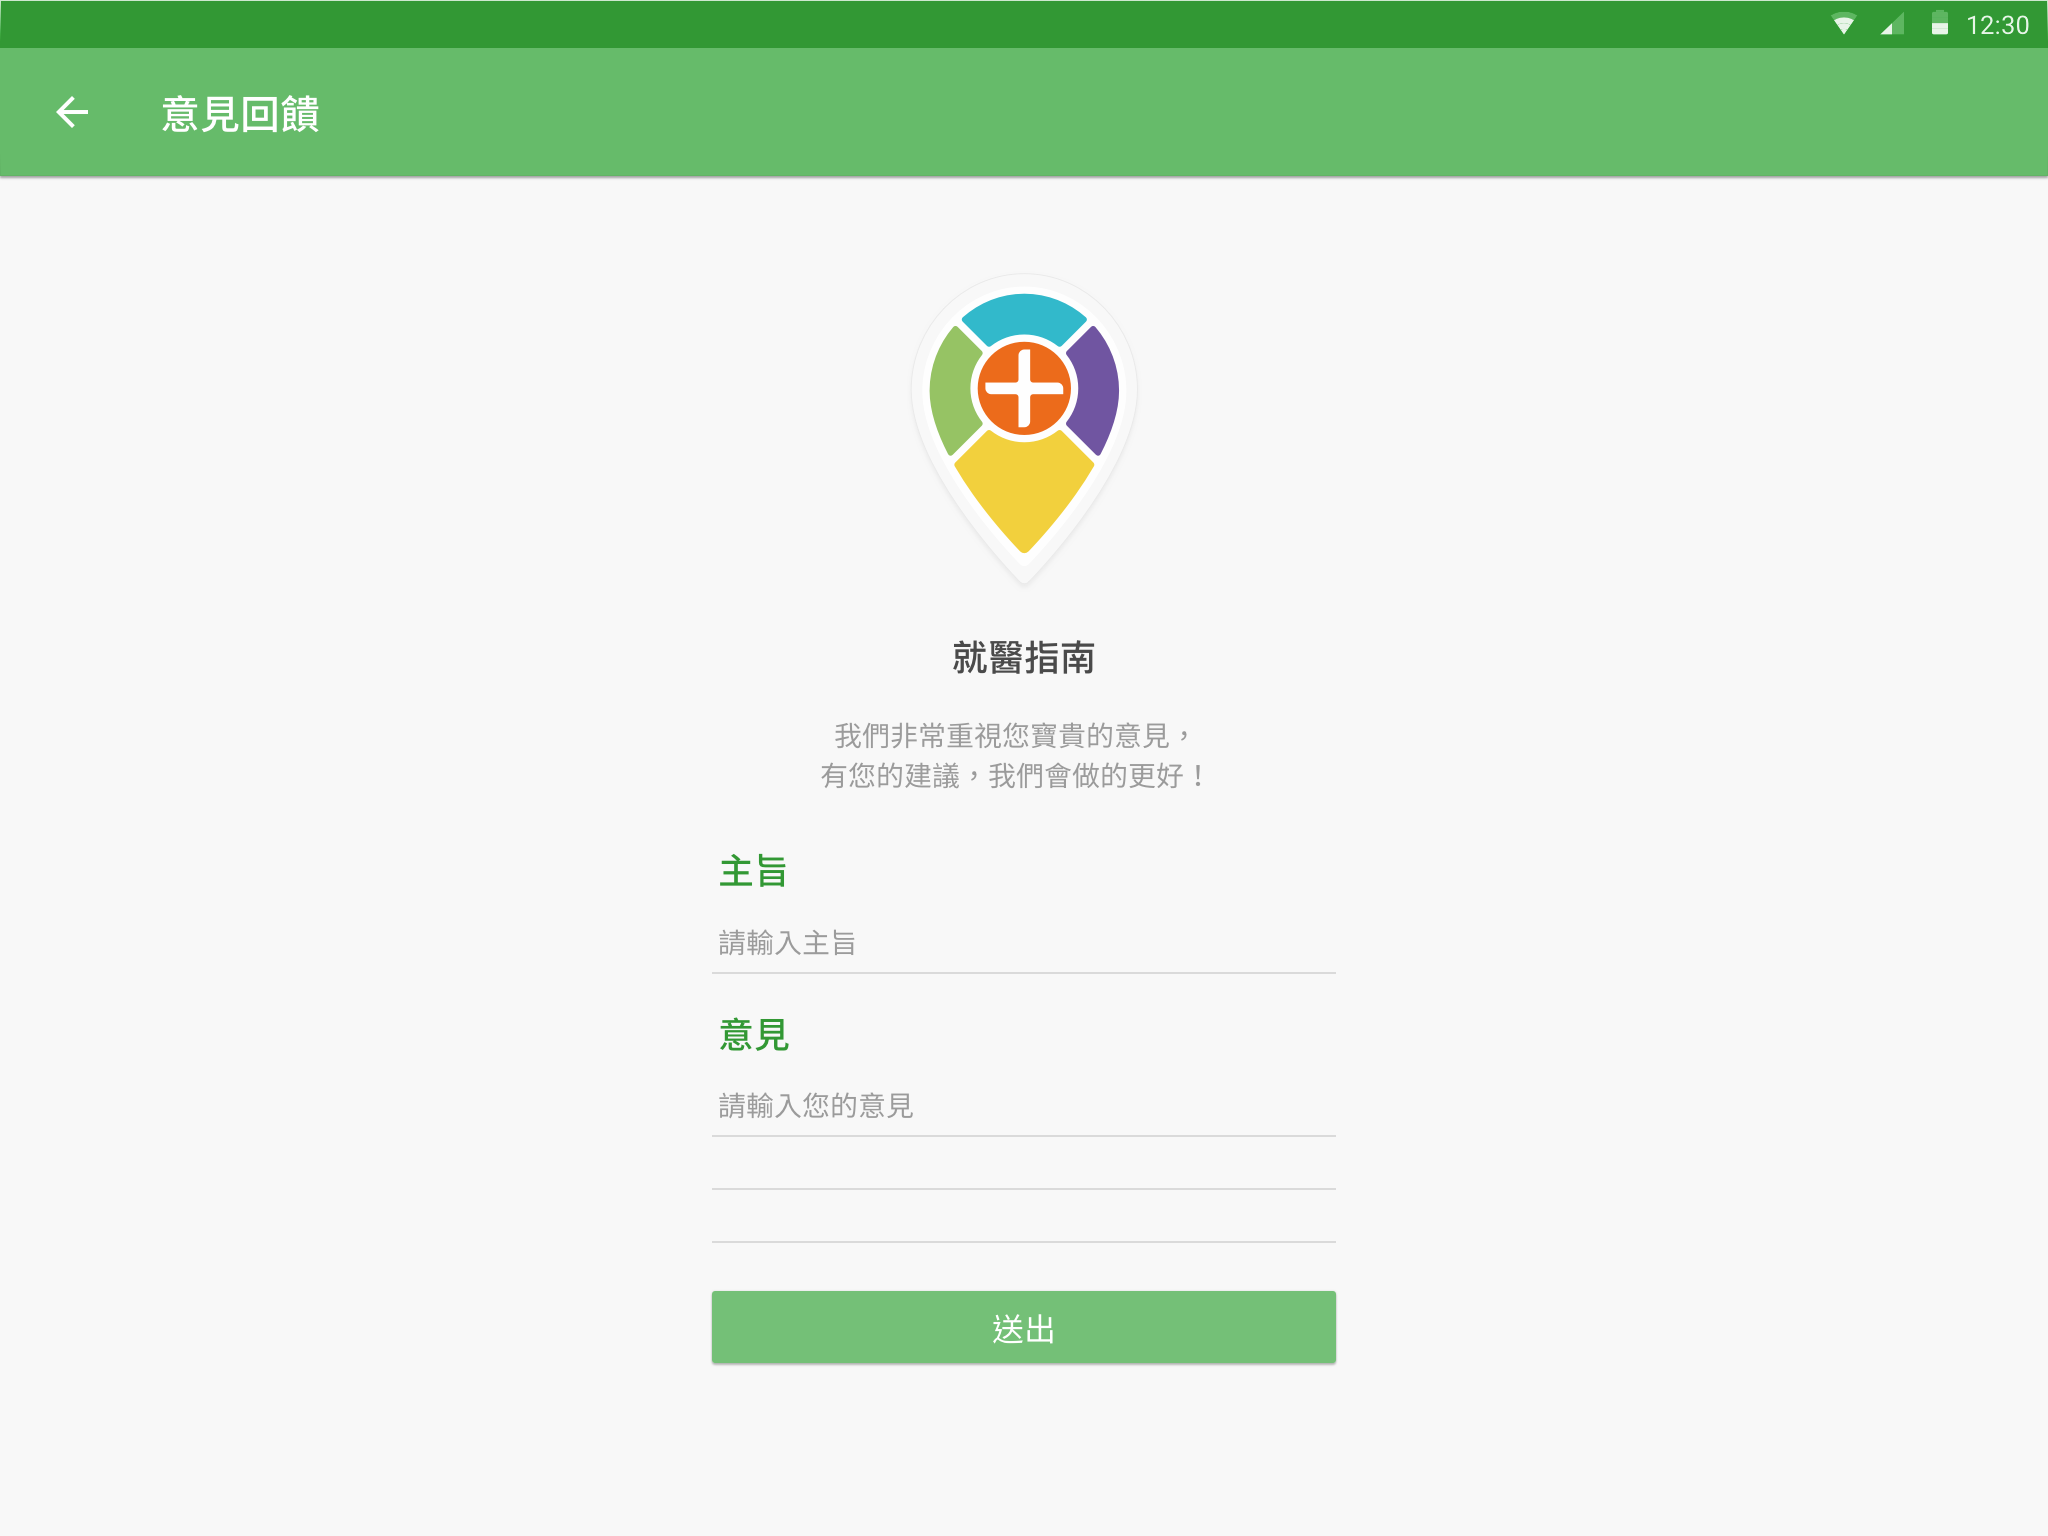 12:30
意見回饋
就醫指南
我們非常重視您寶貴的意見，
有您的建議，我們會做的更好！
主旨
請輸入主旨
意見
請輸入您的意見
送出